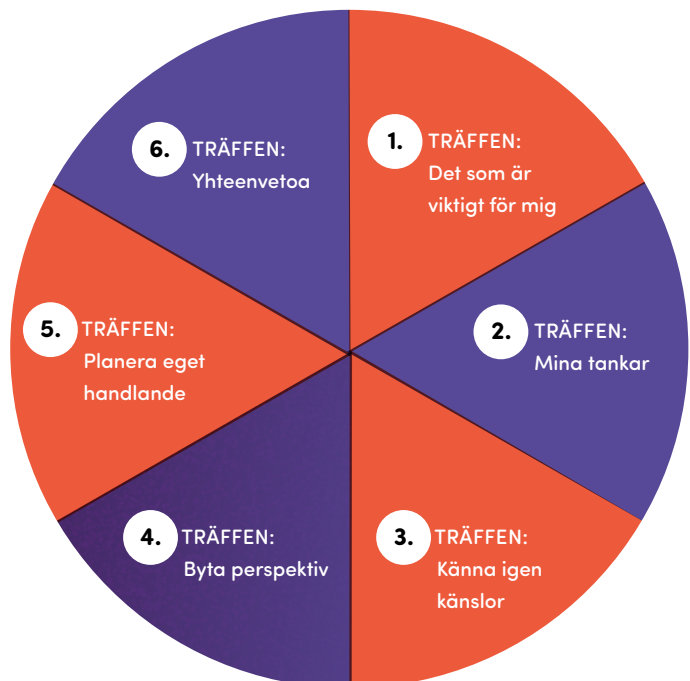 1. TRÄFFEN:
Det som är
viktigt för mig
2. TRÄFFEN:
Mina tankar
3. TRÄFFEN:
Känna igen
känslor
4. TRÄFFEN:
Byta perspektiv
5. TRÄFFEN:
Planera eget
handlande
6. TRÄFFEN:
Yhteenvetoa